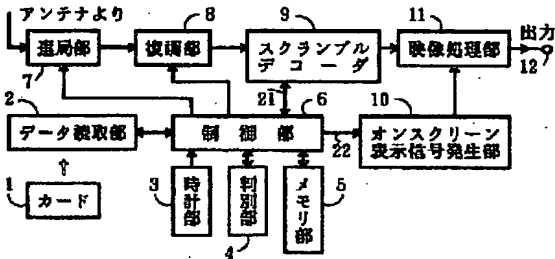 アンテナより
8
9
11
選局部
復調部
スクランブル
デコーダ
映像処理部
出力
7
12
2
21
6
10
データ読取部
制御部
22
オンスクリーン
表示信号発生部
1
カード
3
時計部
判別部
4
メモリ部
5